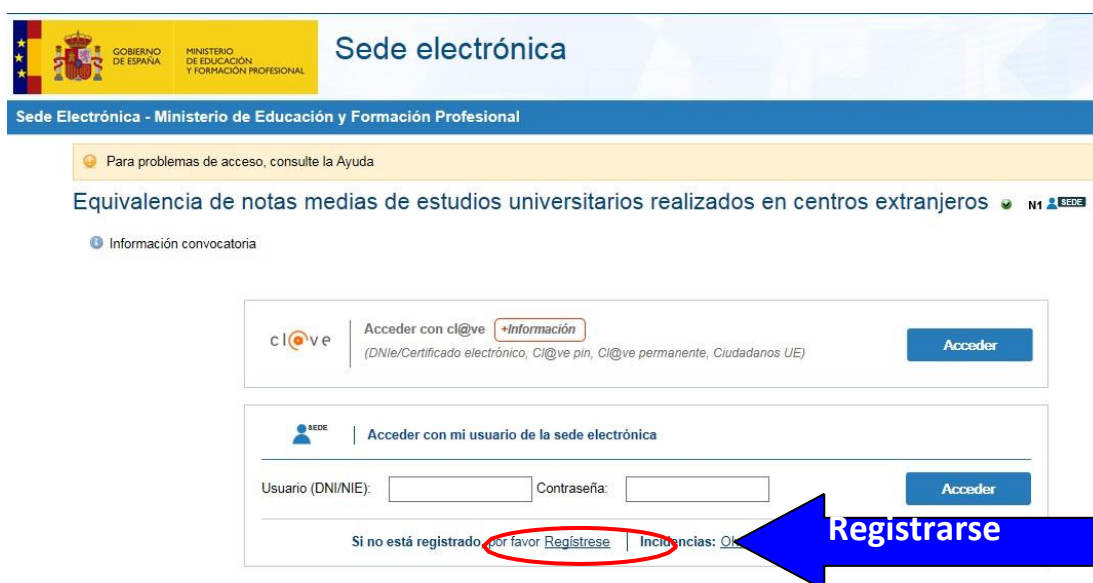 GOBIERNO
DE ESPAÑA
MINISTERIO
DE EDUCACIÓN
Y FORMACIÓN PROFESIONAL
Sede electrónica
Sede Electrónica - Ministerio de Educación y Formación Profesional
Para problemas de acceso, consulte la Ayuda
Equivalencia de notas medias de estudios universitarios realizados en centros extranjeros N1 SEDE
Información convocatoria
cl@ve
Acceder con cl@ve +Información
(DNIe/Certificado electrónico, Cl@ve pin, Cl@ve permanente, Ciudadanos UE)
Acceder
SEDE
Acceder con mi usuario de la sede electrónica
Usuario (DNI/NIE): Contraseña:
Acceder
Si no está registrado, por favor Regístrese Incidencias:
Registrarse